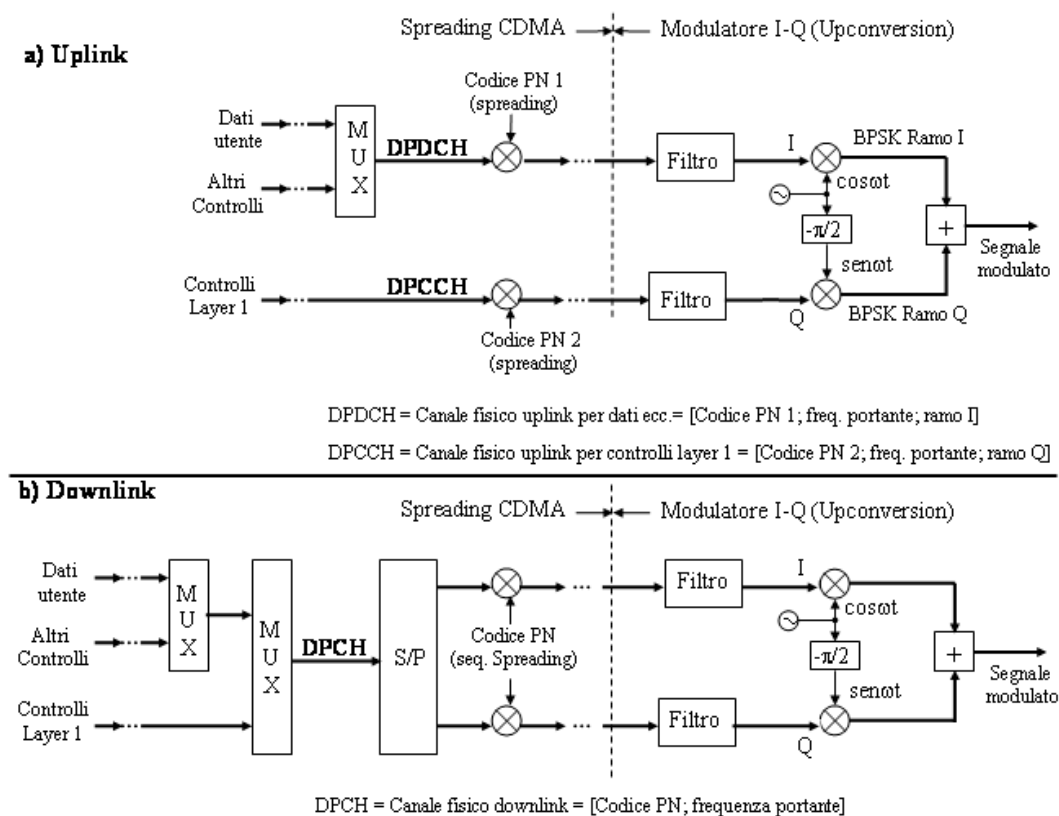 Spreading CDMA
Modulatore I-Q (Upconversion)
a) Uplink
Codice PN 1
(spreading)
Dati
utente
Altri
Controlli
M
U
X
DPDCH
...
...
...
Filtro
I
BPSK Ramo I
cosωt
-π/2
senωt
+
Segnale
modulato
Controlli
Layer 1
...
DPCCH
...
Filtro
Q
BPSK Ramo Q
Codice PN 2
(spreading)
DPDCH = Canale fisico uplink per dati ecc.= [Codice PN 1; freq. portante; ramo I]
DPCCH = Canale fisico uplink per controlli layer 1 = [Codice PN 2; freq. portante; ramo Q]
b) Downlink
Spreading CDMA
Modulatore I-Q (Upconversion)
Dati
utente
Altri
Controlli
Controlli
Layer 1
...
...
...
M
U
X
M
U
X
DPCH
S/P
Codice PN
(seq. Spreading)
...
...
Filtro
Filtro
I
cosωt
-π/2
senωt
Q
+
Segnale
modulato
DPCH = Canale fisico downlink = [Codice PN; frequenza portante]